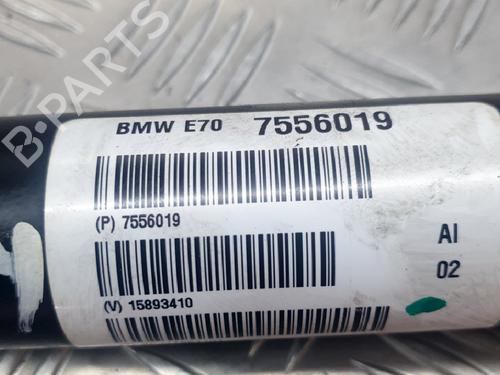 B-PARTS
BMW E70 7556019
(P) 7556019
AI
02
(V) 15893410